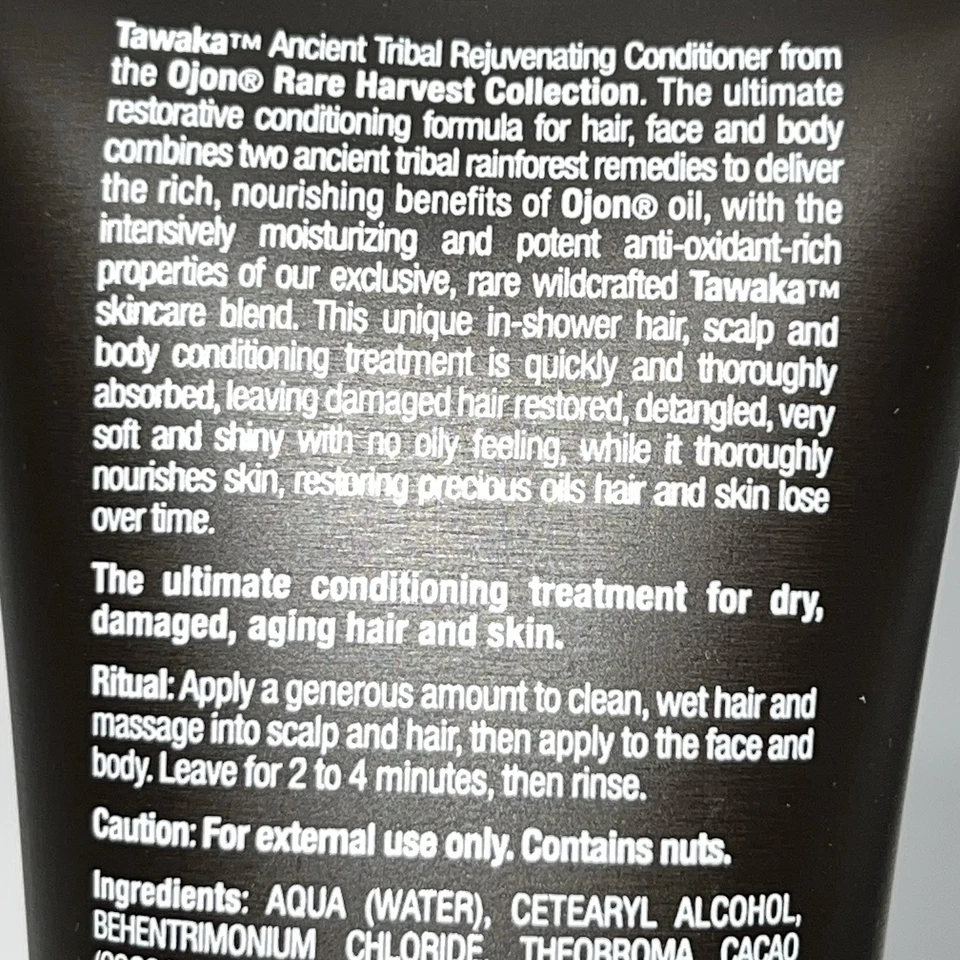 Tawaka™ Ancient Tribal Rejuvenating Conditioner from
the Ojon® Rare Harvest Collection. The ultimate
restorative conditioning formula for hair, face and body
combines two ancient tribal rainforest remedies to deliver
the rich, nourishing benefits of Ojon® oil, with the
intensively moisturizing and potent anti-oxidant-rich
properties of our exclusive, rare wildcrafted Tawaka™
skincare blend. This unique in-shower hair, scalp and
body conditioning treatment is quickly and thoroughly
absorbed, leaving damaged hair restored, detangled, very
soft and shiny with no oily feeling, while it thoroughly
nourishes skin, restoring precious oils hair and skin lose
over time.
The ultimate conditioning treatment for dry,
damaged, aging hair and skin.
Ritual: Apply a generous amount to clean, wet hair and
massage into scalp and hair, then apply to the face and
body. Leave for 2 to 4 minutes, then rinse.
Caution: For external use only. Contains nuts.
Ingredients: AQUA (WATER), CETEARYL ALCOHOL,
BEHENTRIMONIUM CHLORIDE, THEOBROMA CACAO